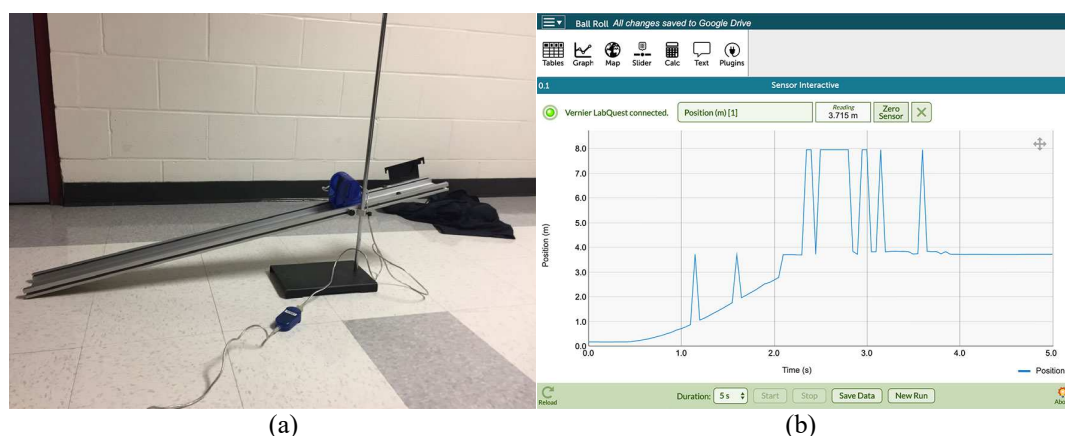 Ball Roll All changes saved to Google Drive
Tables Graph Map Slider Calc Text Plugins
0.1 Sensor Interactive
Vernier LabQuest connected. Position (m) [1] Reading 3.715 m Zero Sensor
8.0
7.0
6.0
5.0
4.0
3.0
2.0
1.0
0.0
Position (m)
0.0 1.0 2.0 3.0 4.0 5.0
Time (s)
Position
Reload Duration: 5 s Start Stop Save Data New Run
(a) (b)